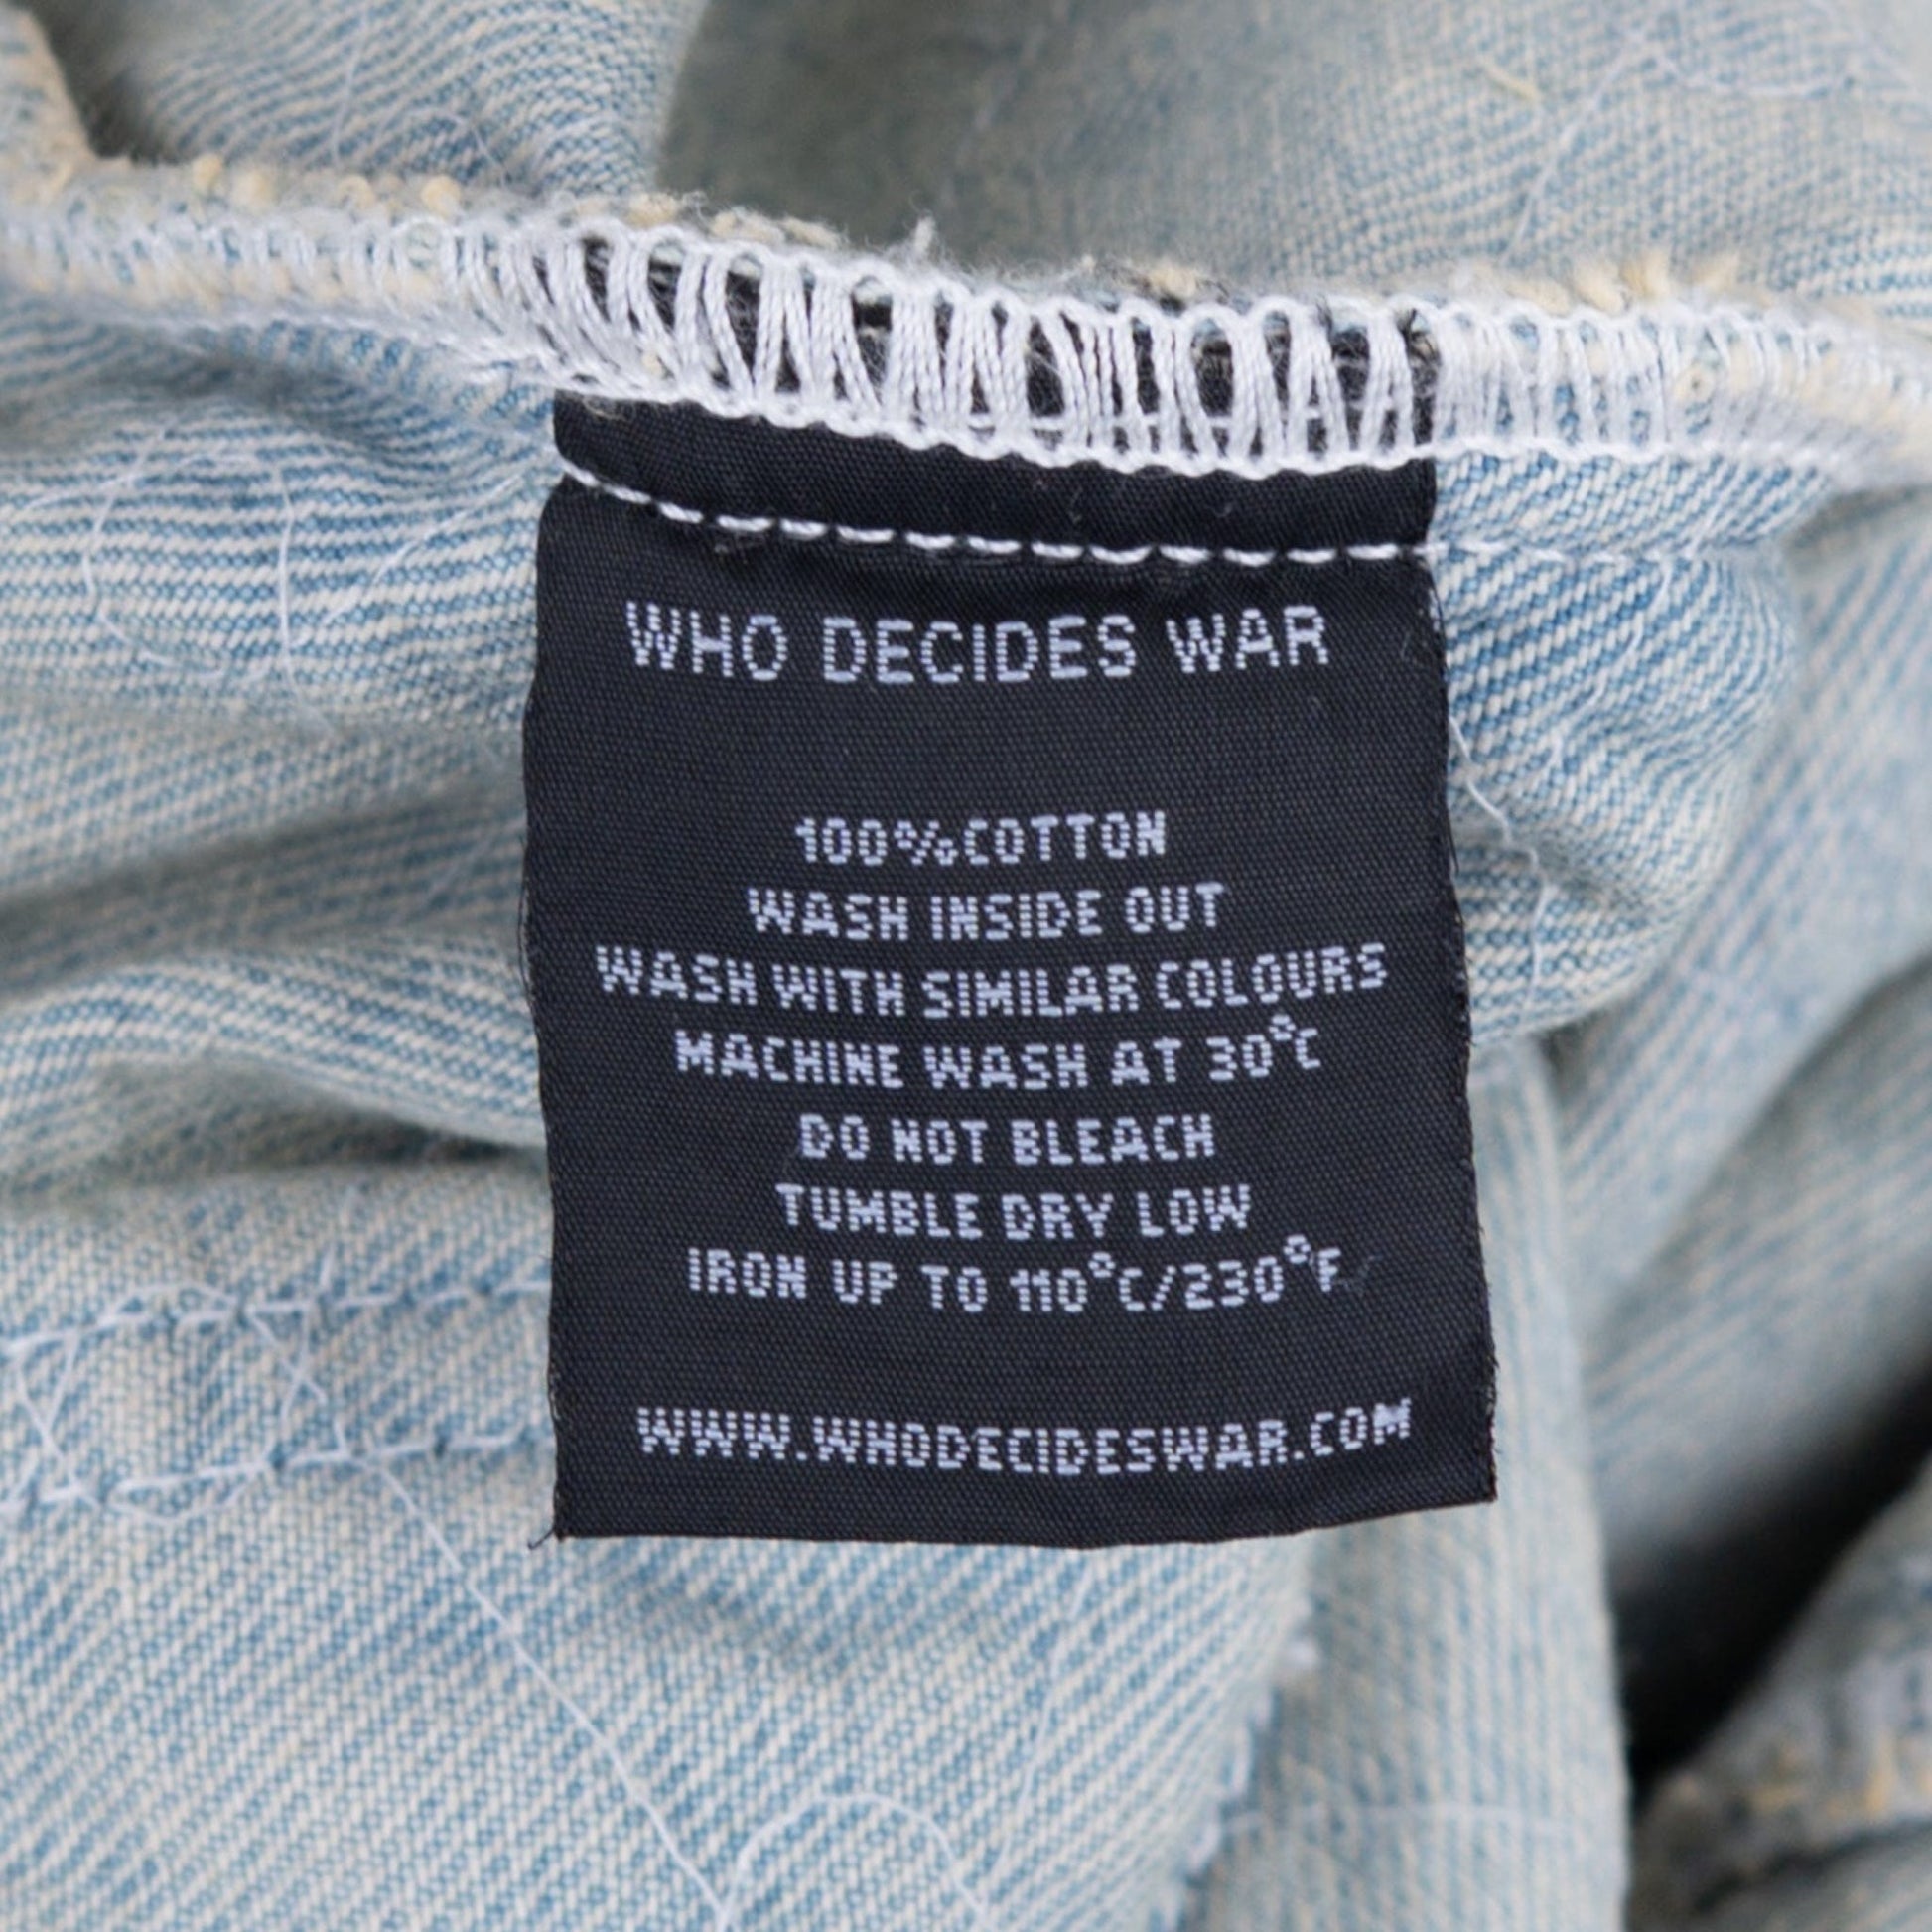 WHO DECIDES WAR
100%COTTON
WASH INSIDE OUT
WASH WITH SIMILAR COLOURS
MACHINE WASH AT 30°C
DO NOT BLEACH
TUMBLE DRY LOW
IRON UP TO 110°C/230°F
WWW.WHODECIDESWAR.COM